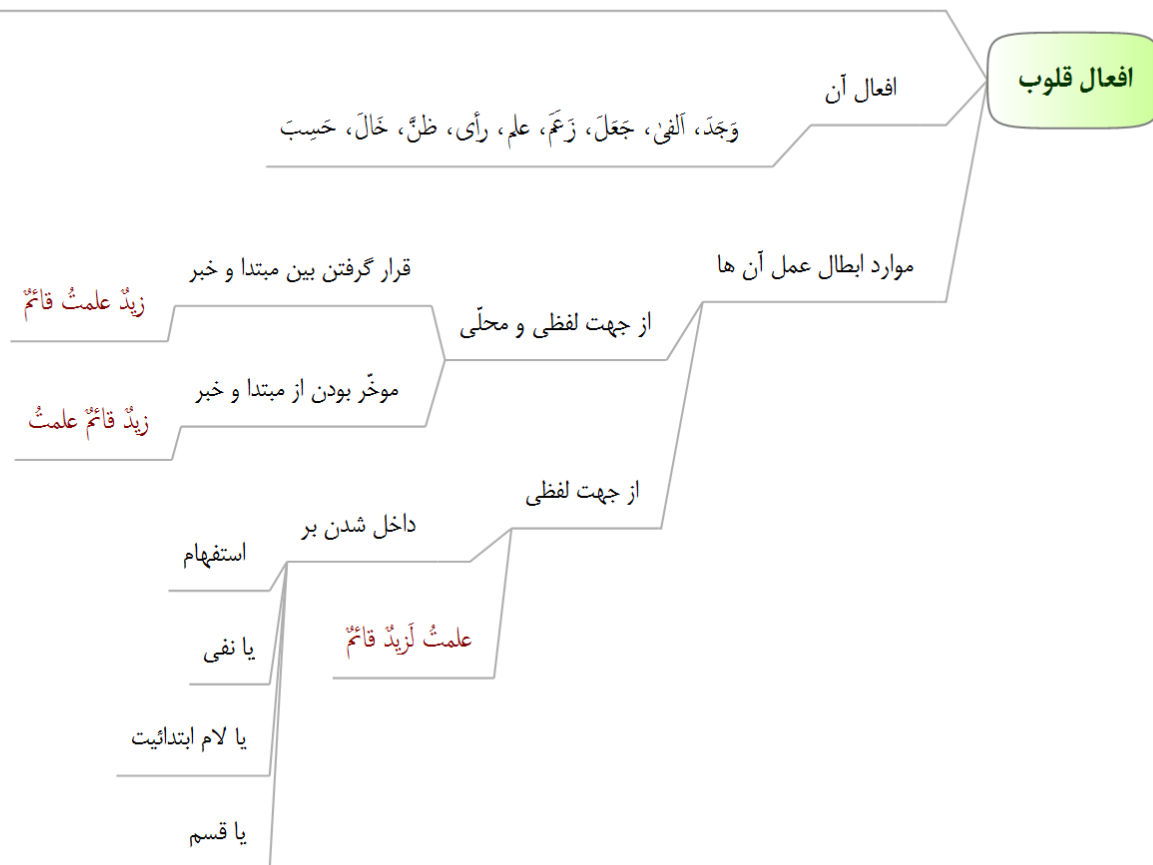 افعال قلوب
افعال آن
وَجَدَ، اَلفیٰ، جَعَلَ، زَعَمَ، علم، رأی، ظنَّ، خَالَ، حَسِبَ
موارد ابطال عمل آن ها
از جهت لفظی و محلّی
قرار گرفتن بین مبتدا و خبر
زیدٌ علمتُ قائمٌ
موخّر بودن از مبتدا و خبر
زیدٌ قائمٌ علمتُ
از جهت لفظی
داخل شدن بر
استفهام
یا نفی
یا لام ابتدائیت
یا قسم
علمتُ لَزیدٌ قائمٌ